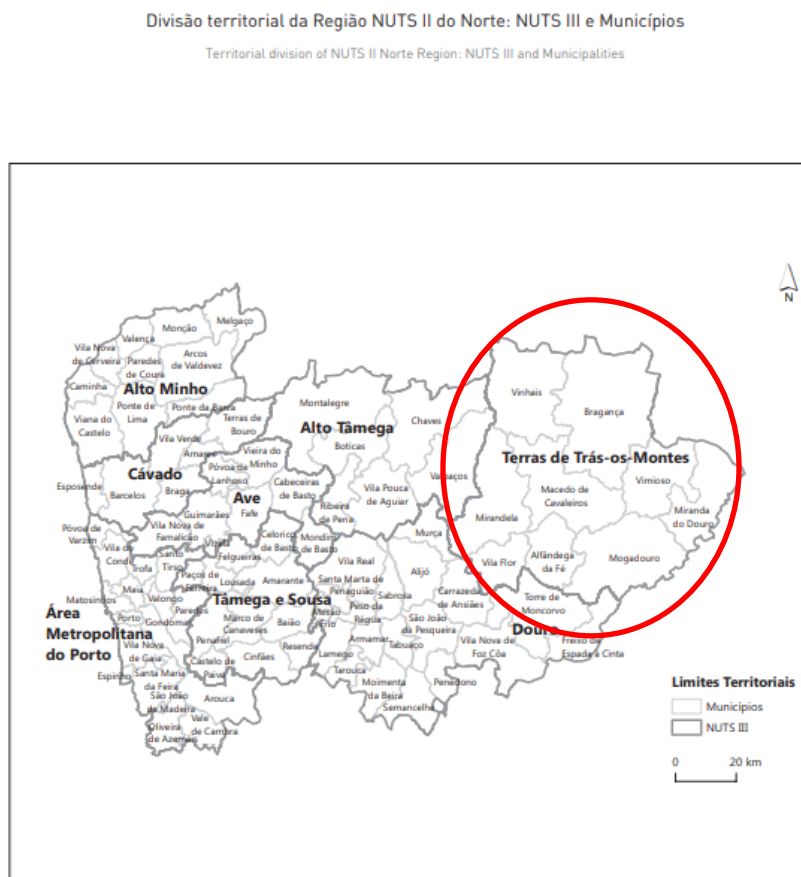 Divisão territorial da Região NUTS II do Norte: NUTS III e Municípios
Territorial division of NUTS II Norte Region: NUTS III and Municipalities
N
Melgaço
Monção
Valença
Vila Nova
de Cerveira
Paredes
de Coura
Arcos
de Valdevez
Caminha
Alto Minho
Ponte de
Lima
Ponte da Barca
Viana do
Castelo
Terras de
Bouro
Vila Verde
Amares
Vieira do
Minho
Cávado
Póvoa de
Lanhoso
Esposende
Barcelos
Braga
Ave
Fafe
Cabeceiras
de Basto
Guimarães
Póvoa de
Varzim
Vila Nova de
Famalicão
Vizela
Celorico
de Basto
Mondim
de Basto
Montalegre
Alto Tâmega
Chaves
Boticas
Valpaços
Vila Pouca
de Aguiar
Ribeira
de Pena
Vinhais
Bragança
Terras de Trás-os-Montes
Vimioso
Macedo de
Cavaleiros
Miranda
do Douro
Mirandela
Alfândega
da Fé
Mogadouro
Vila Flor
Vila do
Conde
Santo
Tirso
Trofa
Felgueiras
Paços de
Ferreira
Lousada
Amarante
Maia
Matosinhos
Valongo
Paredes
Tâmega e Sousa
Área
Metropolitana
do Porto
Porto
Gondomar
Marco de
Canaveses
Baião
Penafiel
Vila Nova
de Gaia
Castelo de
Paiva
Cinfães
Resende
Espinho
Santa Maria
da Feira
Arouca
São João
da Madeira
Oliveira
de Azeméis
Vale
de Cambra
Murça
Vila Real
Alijó
Santa Marta de
Penaguião
Sabrosa
Carrazeda
de Ansiães
Torre de
Moncorvo
Mesão
Frio
Peso da
Régua
São João
da Pesqueira
Douro
Armamar
Tabuaço
Vila Nova de
Foz Côa
Freixo de
Espada à Cinta
Lamego
Tarouca
Moimenta
da Beira
Penedono
Sernancelhe
Limites Territoriais
Municípios
NUTS III
0 20 km